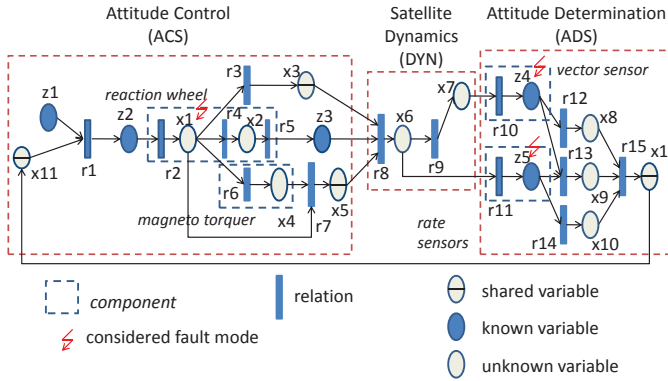 Attitude Control
(ACS)
Satellite
Dynamics
(DYN)
Attitude Determination
(ADS)
z1
z2
reaction wheel
r3
x3
x1
r4
x2
r5
z3
x11
r1
r2
r6
x4
x5
r7
magneto torquer
x6
x7
r8
r9
z4
vector sensor
r10
r12
x8
z5
r13
r15
x1
r11
x9
r14
x10
rate
sensors
component
relation
considered fault mode
shared variable
known variable
unknown variable